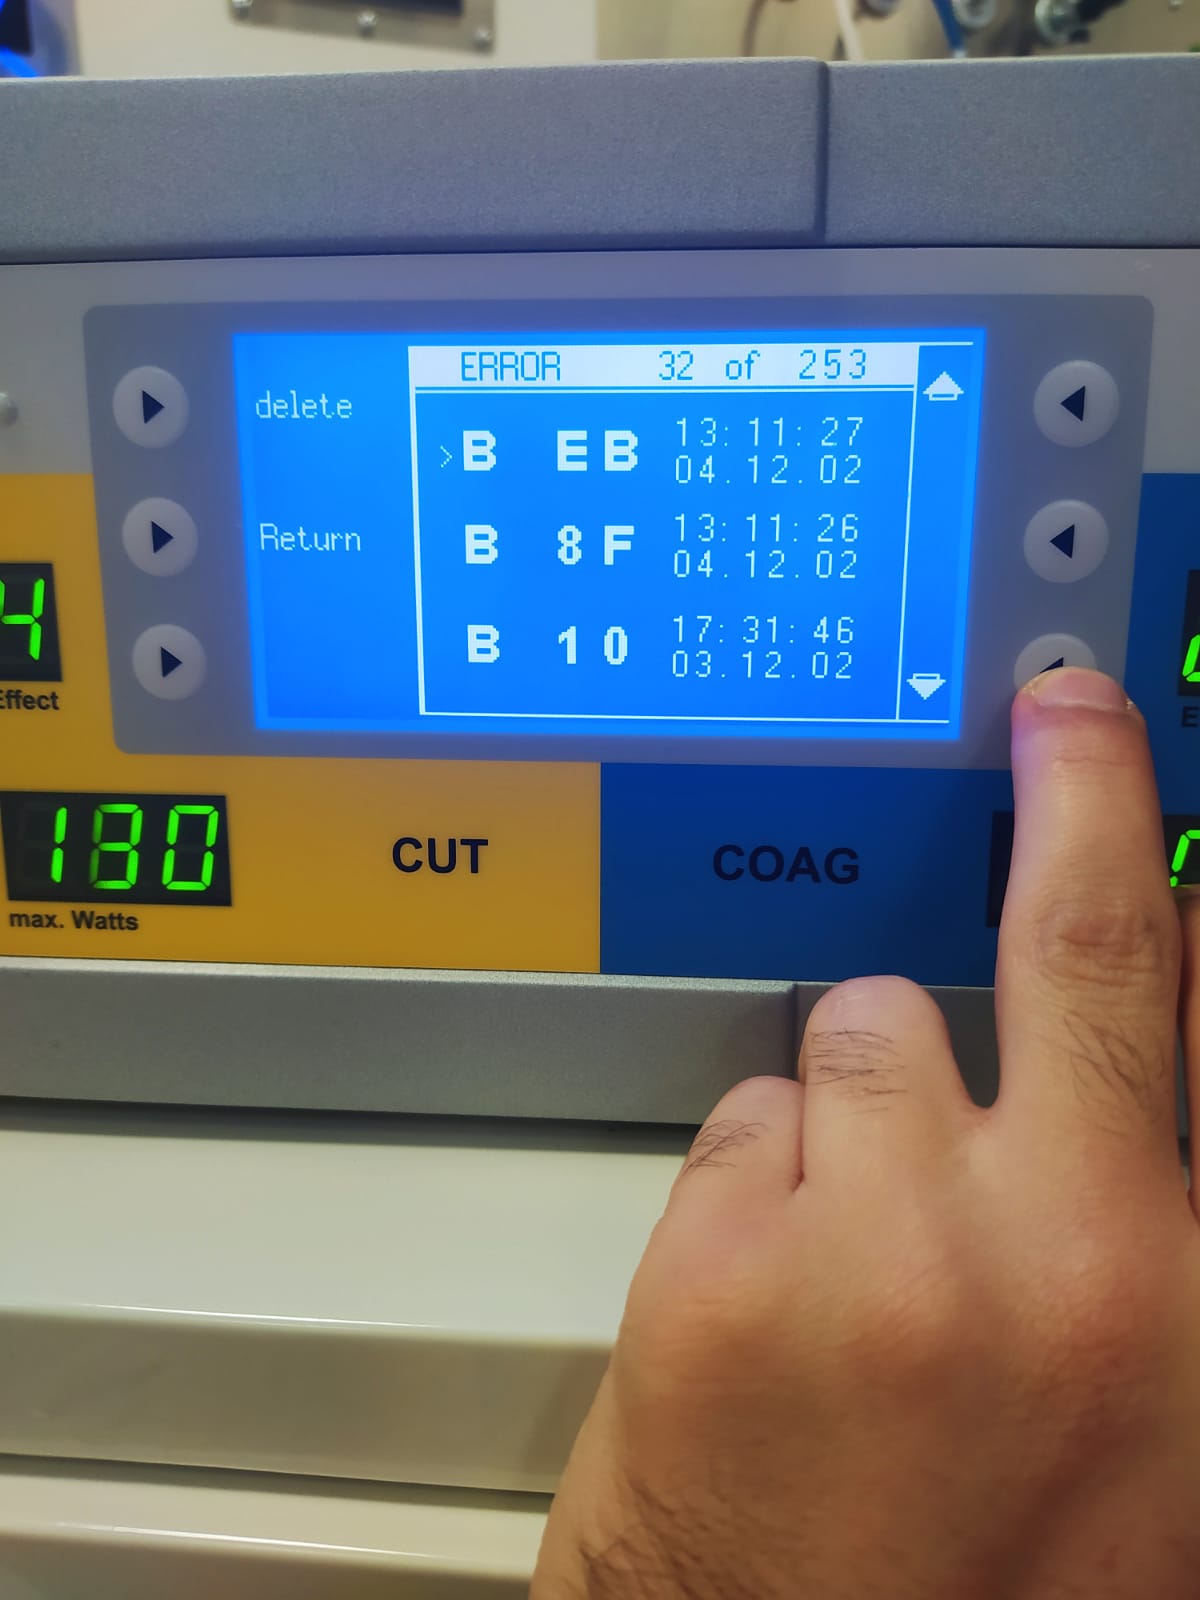 ERROR 32 of 253
delete
>B EB 13:11:27
04.12.02
Return
B 8F 13:11:26
04.12.02
B 10 17:31:46
03.12.02
4
Effect
180
max. Watts
CUT
COAG